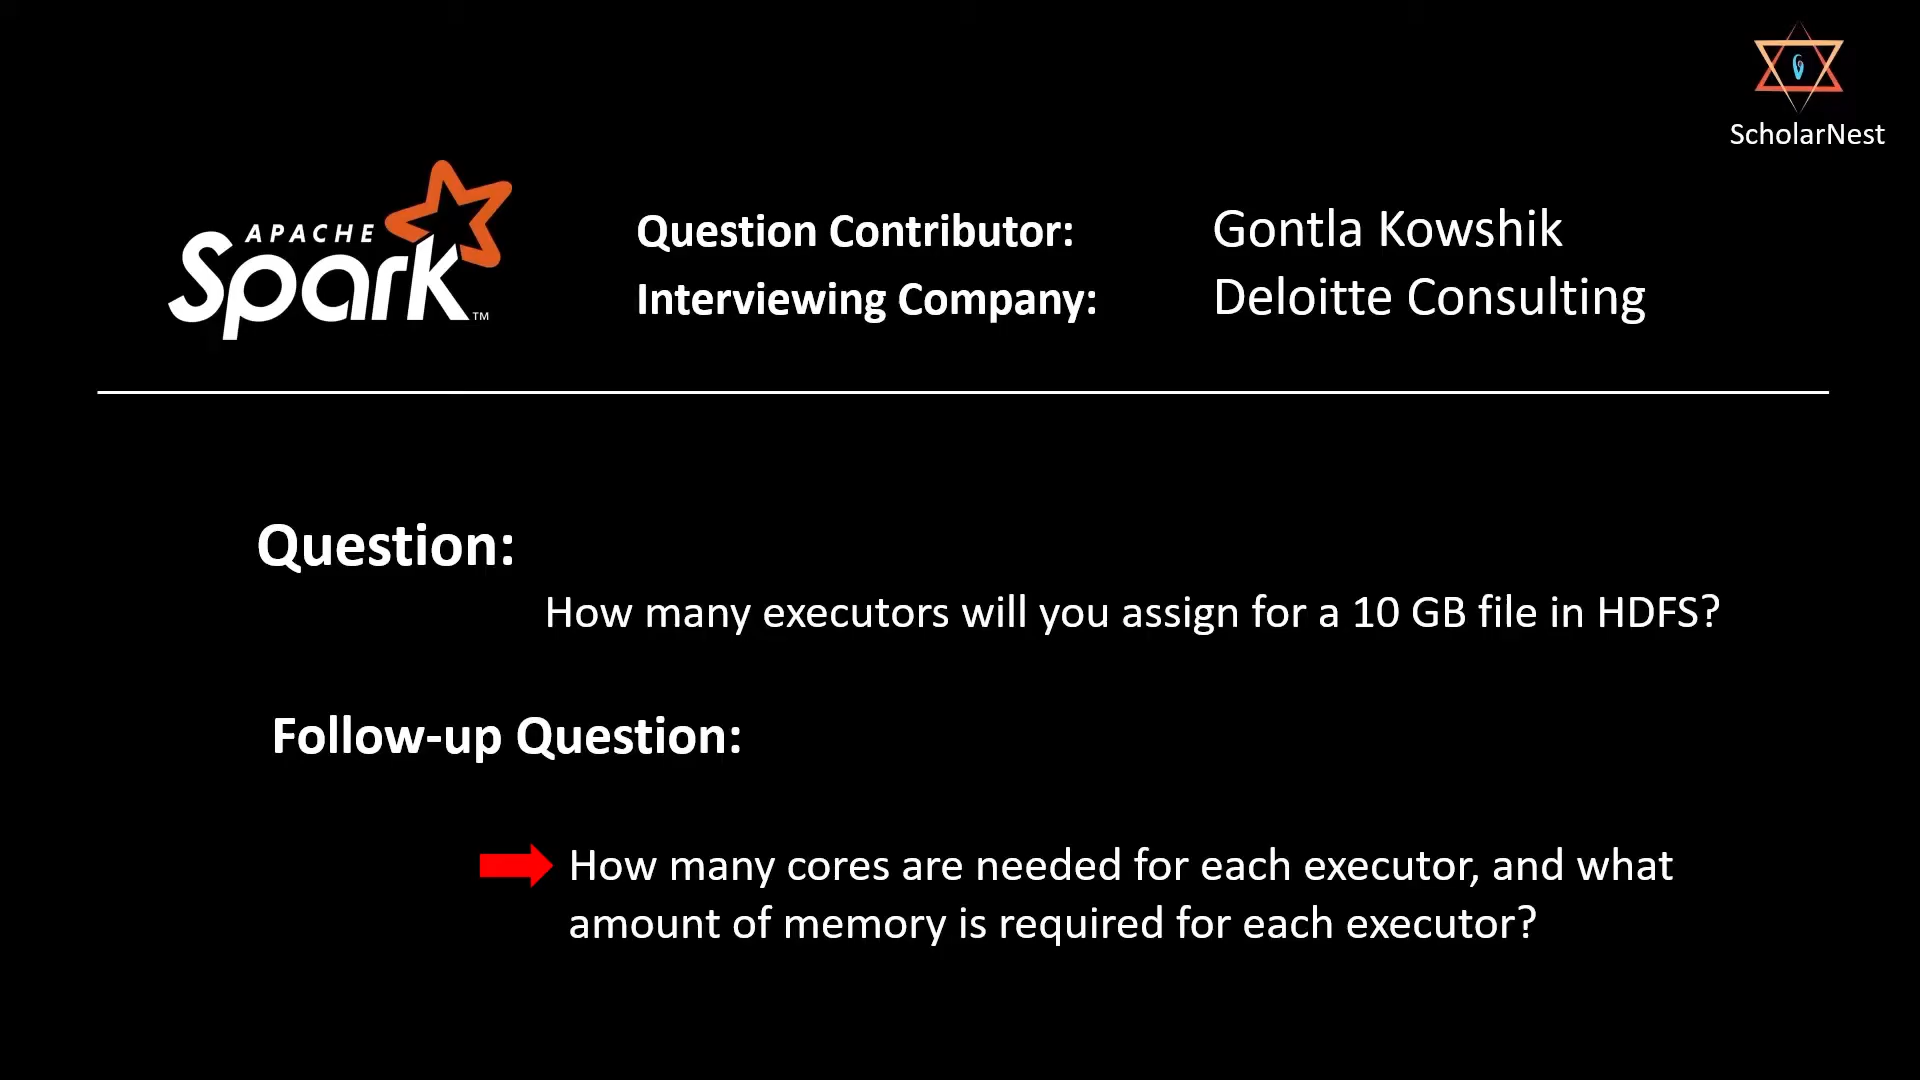 ScholarNest
APACHE
Spark™
Question Contributor: Gontla Kowshik
Interviewing Company: Deloitte Consulting
Question:
How many executors will you assign for a 10 GB file in HDFS?
Follow-up Question:
How many cores are needed for each executor, and what
amount of memory is required for each executor?